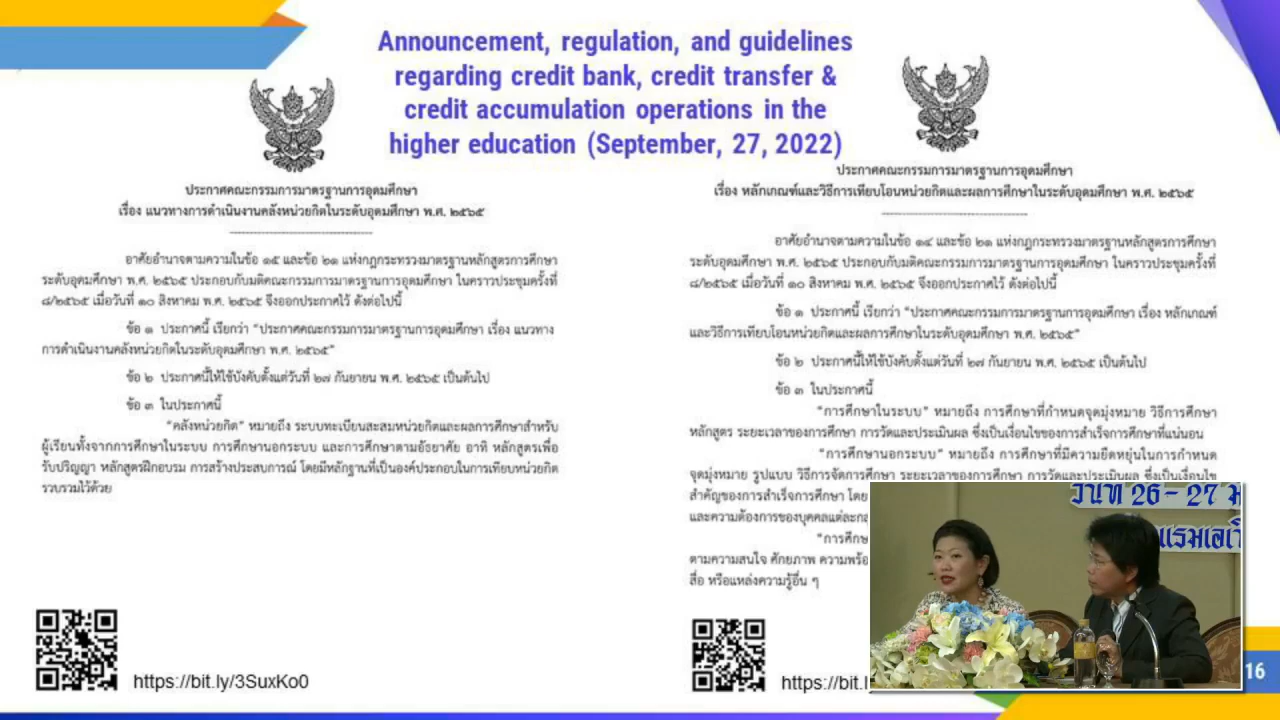 Announcement, regulation, and guidelines
regarding credit bank, credit transfer &
credit accumulation operations in the
higher education (September, 27, 2022)
ประกาศคณะกรรมการมาตรฐานการอุดมศึกษา
เรื่อง แนวทางการดำเนินงานคลังหน่วยกิตในระดับอุดมศึกษา พ.ศ. ๒๕๖๕
อาศัยอำนาจตามความในข้อ ๑๕ และข้อ ๒๑ แห่งกฎกระทรวงมาตรฐานหลักสูตรการศึกษา
ระดับอุดมศึกษา พ.ศ. ๒๕๖๕ ประกอบกับมติคณะกรรมการมาตรฐานการอุดมศึกษา ในคราวประชุมครั้งที่
๘/๒๕๖๕ เมื่อวันที่ ๑๐ สิงหาคม พ.ศ. ๒๕๖๕ จึงออกประกาศไว้ ดังต่อไปนี้
ข้อ ๑ ประกาศนี้ เรียกว่า “ประกาศคณะกรรมการมาตรฐานการอุดมศึกษา เรื่อง แนวทาง
การดำเนินงานคลังหน่วยกิตในระดับอุดมศึกษา พ.ศ. ๒๕๖๕”
ข้อ ๒ ประกาศนี้ให้ใช้บังคับตั้งแต่วันที่ ๒๗ กันยายน พ.ศ. ๒๕๖๕ เป็นต้นไป
ข้อ ๓ ในประกาศนี้
“คลังหน่วยกิต” หมายถึง ระบบทะเบียนสะสมหน่วยกิตและผลการศึกษาสำหรับ
ผู้เรียนทั้งจากการศึกษาในระบบ การศึกษานอกระบบ และการศึกษาตามอัธยาศัย อาทิ หลักสูตรเพื่อ
รับปริญญา หลักสูตรฝึกอบรม การสร้างประสบการณ์ โดยมีหลักฐานที่เป็นองค์ประกอบในการเทียบหน่วยกิต
รวบรวมไว้ด้วย
https://bit.ly/3SuxKo0
ประกาศคณะกรรมการมาตรฐานการอุดมศึกษา
เรื่อง หลักเกณฑ์และวิธีการเทียบโอนหน่วยกิตและผลการศึกษาในระดับอุดมศึกษา พ.ศ. ๒๕๖๕
อาศัยอำนาจตามความในข้อ ๑๔ และข้อ ๒๑ แห่งกฎกระทรวงมาตรฐานหลักสูตรการศึกษา
ระดับอุดมศึกษา พ.ศ. ๒๕๖๕ ประกอบกับมติคณะกรรมการมาตรฐานการอุดมศึกษา ในคราวประชุมครั้งที่
๘/๒๕๖๕ เมื่อวันที่ ๑๐ สิงหาคม พ.ศ. ๒๕๖๕ จึงออกประกาศไว้ ดังต่อไปนี้
ข้อ ๑ ประกาศนี้ เรียกว่า “ประกาศคณะกรรมการมาตรฐานการอุดมศึกษา เรื่อง หลักเกณฑ์
และวิธีการเทียบโอนหน่วยกิตและผลการศึกษาในระดับอุดมศึกษา พ.ศ. ๒๕๖๕”
ข้อ ๒ ประกาศนี้ให้ใช้บังคับตั้งแต่วันที่ ๒๗ กันยายน พ.ศ. ๒๕๖๕ เป็นต้นไป
ข้อ ๓ ในประกาศนี้
“การศึกษาในระบบ” หมายถึง การศึกษาที่กำหนดจุดมุ่งหมาย วิธีการศึกษา
หลักสูตร ระยะเวลาของการศึกษา การวัดและประเมินผล ซึ่งเป็นเงื่อนไขของการสำเร็จการศึกษาที่แน่นอน
“การศึกษานอกระบบ” หมายถึง การศึกษาที่มีความยืดหยุ่นในการกำหนด
จุดมุ่งหมาย รูปแบบ วิธีการจัดการศึกษา ระยะเวลาของการศึกษา การวัดและประเมินผล ซึ่งเป็นเงื่อนไข
สำคัญของการสำเร็จการศึกษา โดย
และความต้องการของบุคคลแต่ละกล
“การศึกษ
ตามความสนใจ ศักยภาพ ความพร้อ
สื่อ หรือแหล่งความรู้อื่น ๆ
https://bit.l
วันที่ 26 - 27 ม
แรมเอเ
16